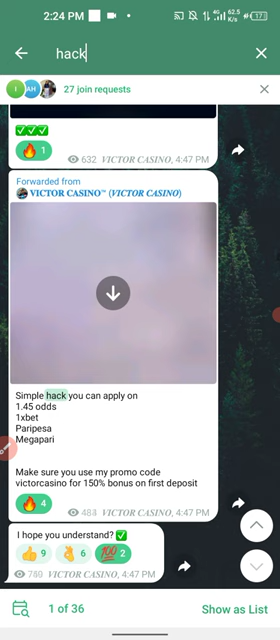 2:24 PM
4G
62.5
K/s
17
hack
1
AH
27 join requests
✅✅✅
🔥 1
632 VICTOR CASINO, 4:47 PM
Forwarded from
VICTOR CASINO™ (VICTOR CASINO)
Simple hack you can apply on
1.45 odds
1xbet
Paripesa
Megapari
Make sure you use my promo code
victorcasino for 150% bonus on first deposit
🔥 4
488 VICTOR CASINO, 4:47 PM
I hope you understand? ✅
👍 9 👌 6 💯 2
780 VICTOR CASINO, 4:47 PM
1 of 36
Show as List